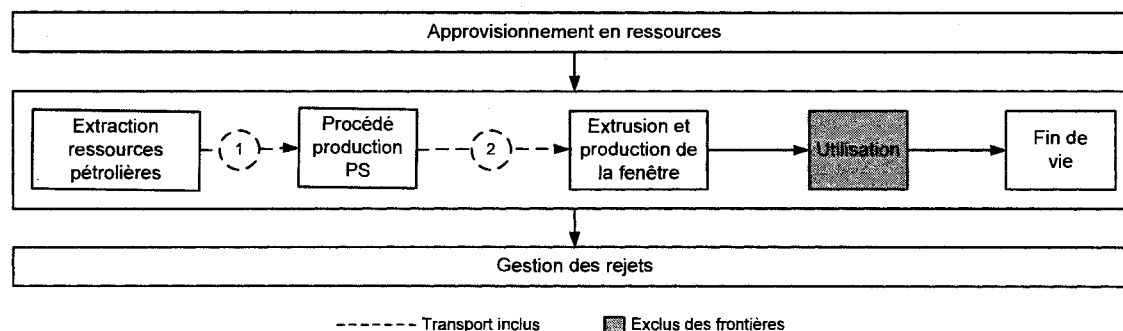 Approvisionnement en ressources
Extraction
ressources
pétrolières
1
Procédé
production
PS
2
Extrusion et
production de
la fenêtre
Utilisation
Fin de
vie
Gestion des rejets
Transport inclus
Exclus des frontières